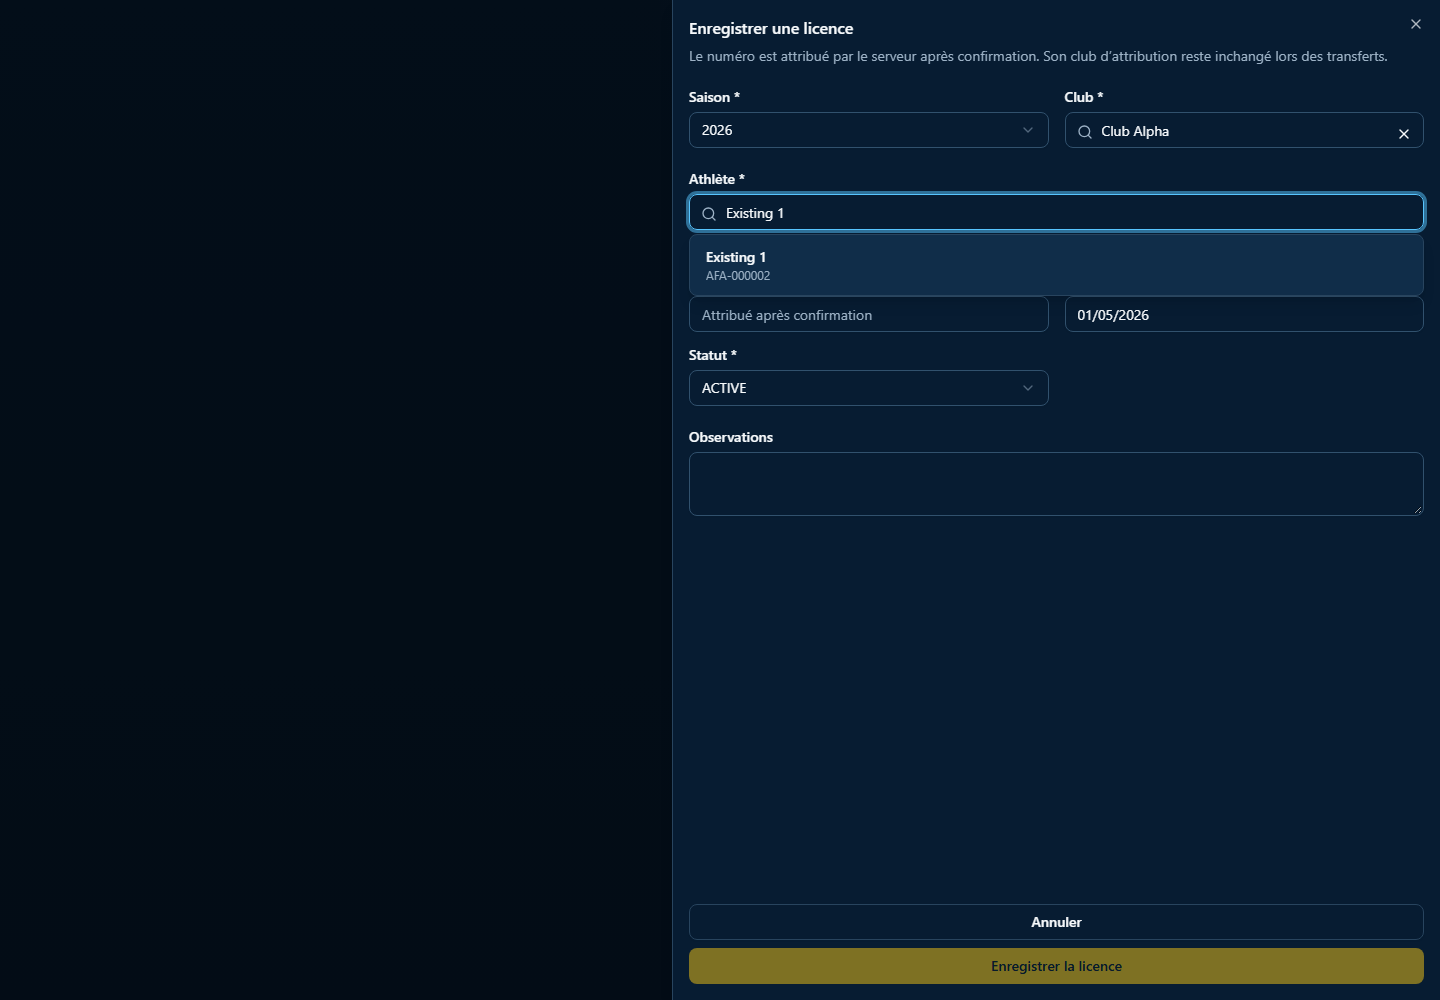 Enregistrer une licence
Le numéro est attribué par le serveur après confirmation. Son club d’attribution reste inchangé lors des transferts.
Saison *
Club *
2026
Club Alpha
Athlète *
Existing 1
Existing 1
AFA-000002
Attribué après confirmation
01/05/2026
Statut *
ACTIVE
Observations
Annuler
Enregistrer la licence